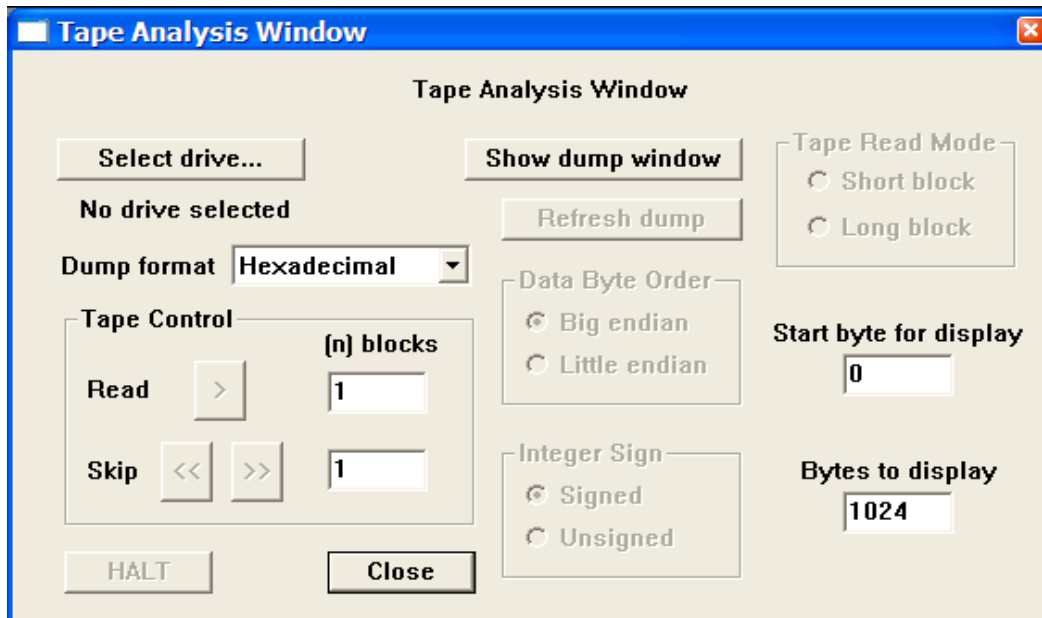 Tape Analysis Window
Tape Analysis Window
Select drive...
Show dump window
Tape Read Mode
Short block
Long block
No drive selected
Refresh dump
Dump format Hexadecimal
Data Byte Order
Big endian
Little endian
Tape Control
(n) blocks
Read > 1
Skip << >> 1
Start byte for display
0
Integer Sign
Signed
Unsigned
Bytes to display
1024
HALT
Close